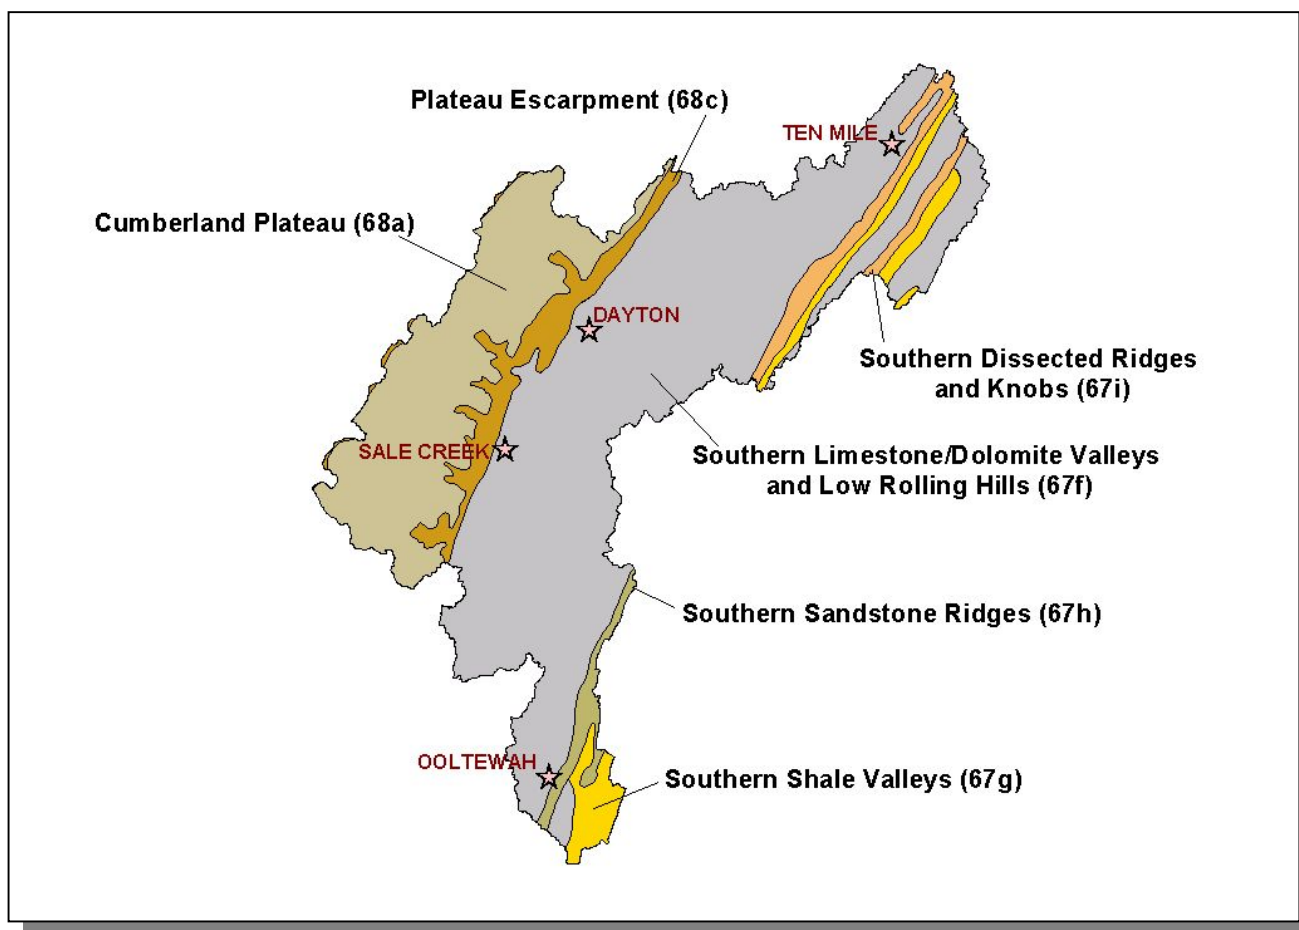 Plateau Escarpment (68c)
TEN MILE
Cumberland Plateau (68a)
DAYTON
Southern Dissected Ridges
and Knobs (67i)
SALE CREEK
Southern Limestone/Dolomite Valleys
and Low Rolling Hills (67f)
Southern Sandstone Ridges (67h)
OOLTEWAH
Southern Shale Valleys (67g)